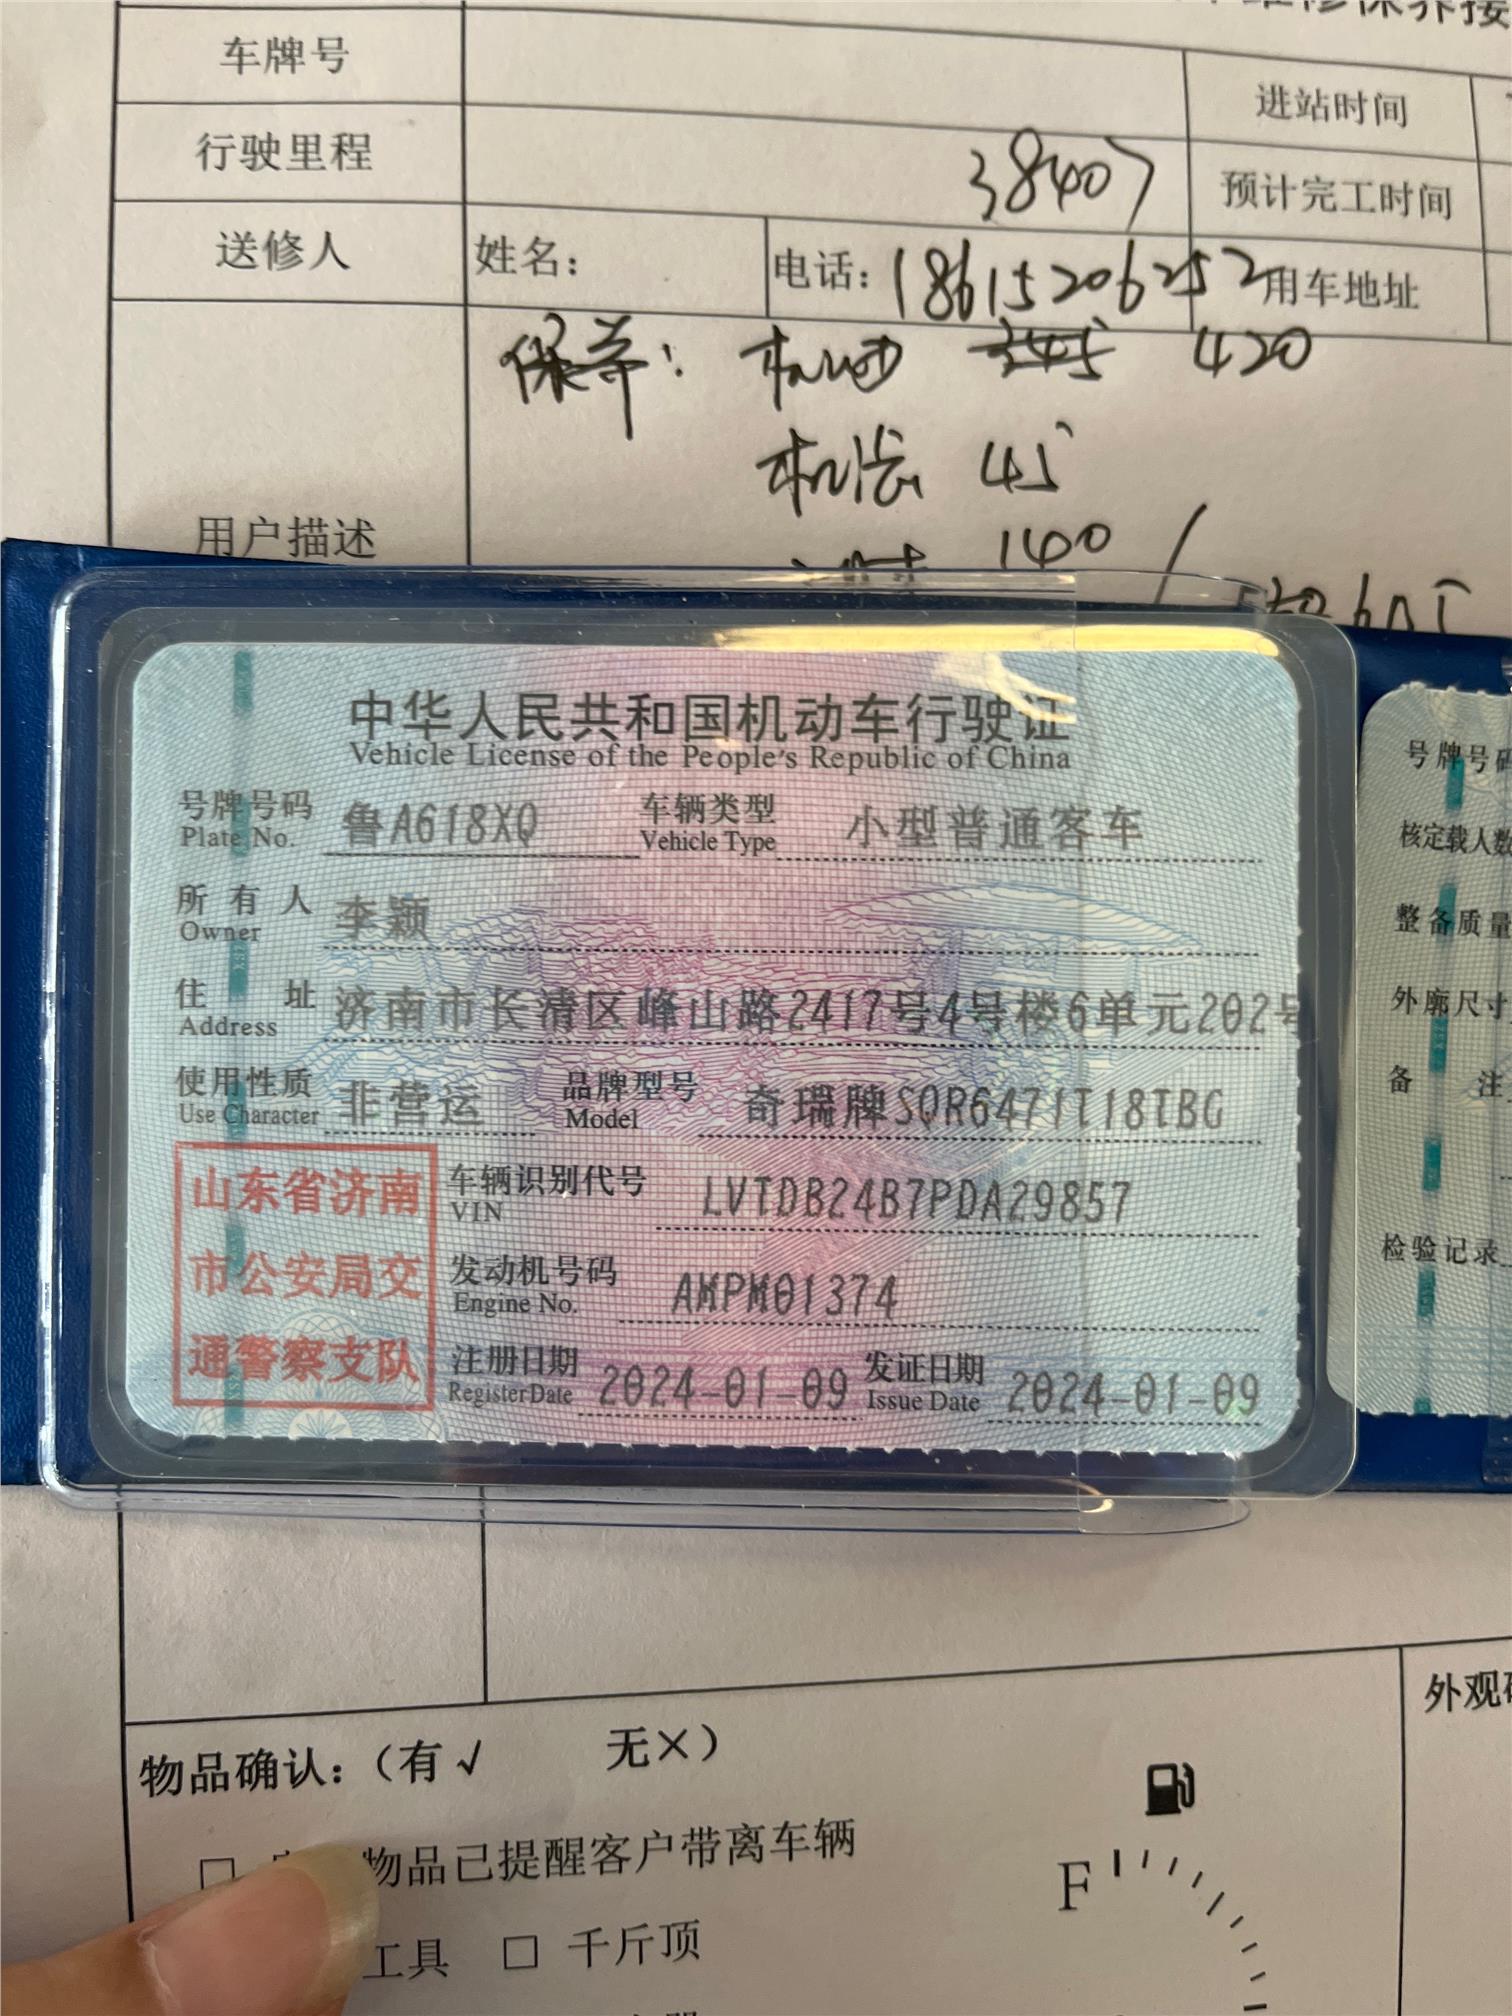 车牌号
进站时间
行驶里程 38407 预计完工时间
送修人 姓名： 电话：18615206252 用车地址
保养： 机油 420
机滤 45
用户描述
140
中华人民共和国机动车行驶证
Vehicle License of the People's Republic of China
号牌号码 鲁A618XQ 车辆类型 小型普通客车
Plate No. Vehicle Type
所有人 李颖
Owner
住址 济南市长清区峰山路2417号4号楼6单元202号
Address
使用性质 非营运 品牌型号 奇瑞牌SQR6471T18TBG
Use Character Model
山东省济南
市公安局交
通警察支队
车辆识别代号 LVTDB24B7PDA29857
VIN
发动机号码 AMPM01374
Engine No.
注册日期 2024-01-09 发证日期 2024-01-09
Register Date Issue Date
号牌号码
核定载人数
整备质量
外廓尺寸
备注
检验记录
物品确认：（有√ 无×）
外观
□ 物品已提醒客户带离车辆
工具 □ 千斤顶
F